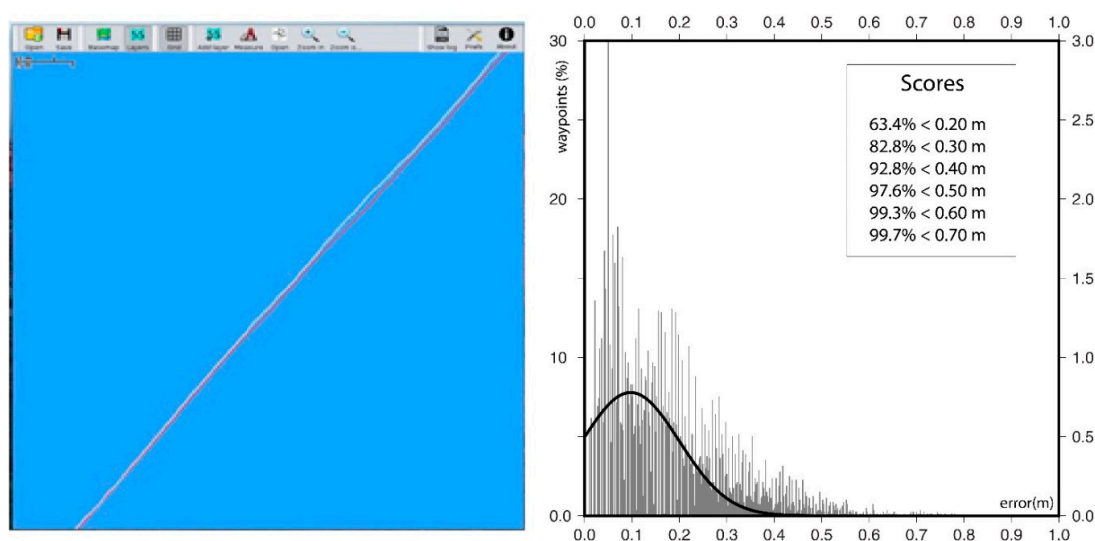 Open Save Basemap Layers Grid Add layer Measure Open Zoom in Zoom o... Show log Prefs About
0.0 0.1 0.2 0.3 0.4 0.5 0.6 0.7 0.8 0.9 1.0
30 3.0
waypoints (%)
Scores
63.4% < 0.20 m
82.8% < 0.30 m
92.8% < 0.40 m
97.6% < 0.50 m
99.3% < 0.60 m
99.7% < 0.70 m
2.5
20 2.0
1.5
10 1.0
0.5
error(m)
0.0 0.0
0.0 0.1 0.2 0.3 0.4 0.5 0.6 0.7 0.8 0.9 1.0